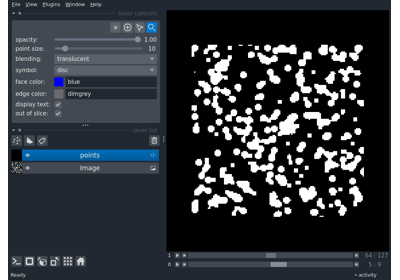 File View Plugins Window Help
layer controls
opacity: 1.00
point size: 10
blending: translucent
symbol: disc
face color: blue
edge color: dimgrey
display text:
out of slice:
layer list
points
Image
1 64 127
0 5 9
Ready
activity